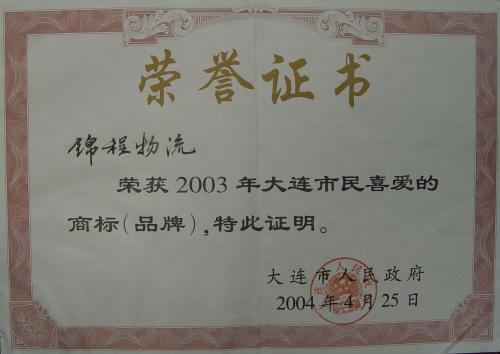 荣誉证书
锦程物流
荣获2003年大连市民喜爱的
商标(品牌),特此证明。
大连市人民政府
2004年4月25日